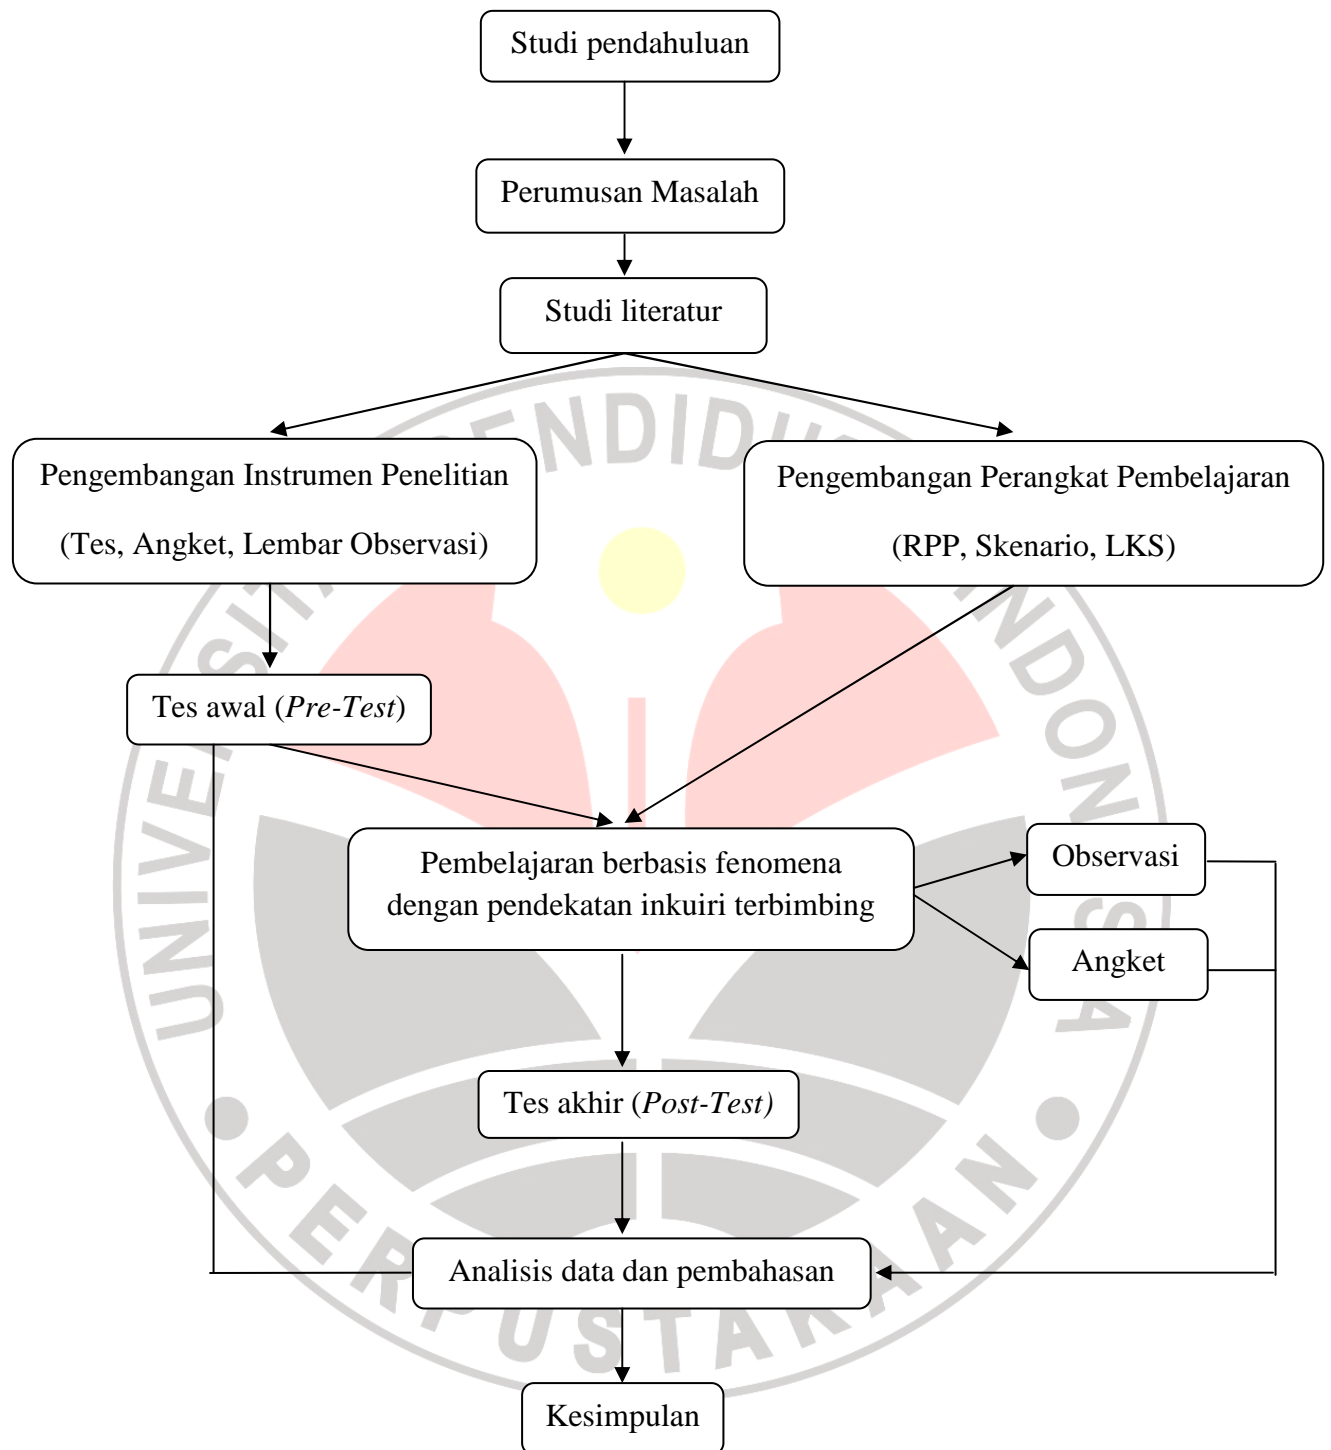 Studi pendahuluan
Perumusan Masalah
Studi literatur
Pengembangan Instrumen Penelitian
(Tes, Angket, Lembar Observasi)
Pengembangan Perangkat Pembelajaran
(RPP, Skenario, LKS)
Tes awal (Pre-Test)
Pembelajaran berbasis fenomena
dengan pendekatan inkuiri terbimbing
Observasi
Angket
Tes akhir (Post-Test)
Analisis data dan pembahasan
Kesimpulan
PERPUSTAKAAN